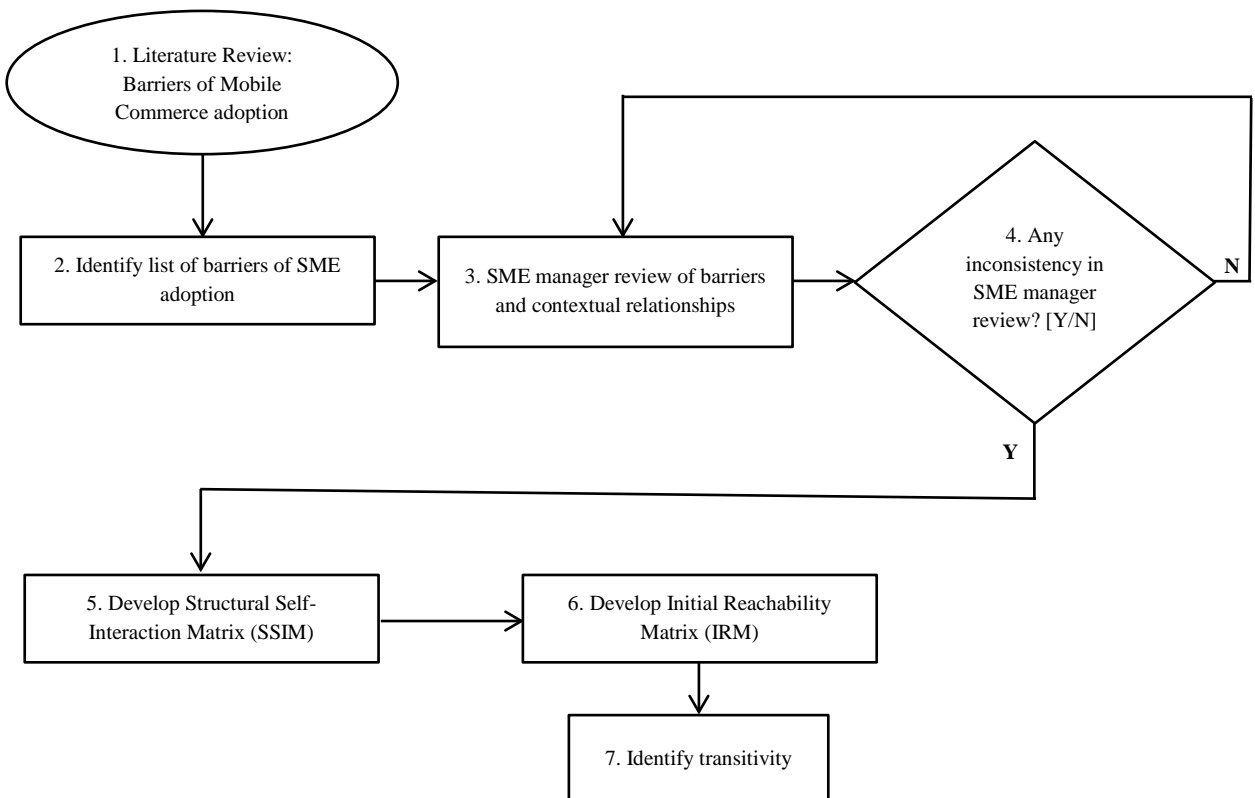 1. Literature Review:
Barriers of Mobile
Commerce adoption
2. Identify list of barriers of SME
adoption
3. SME manager review of barriers
and contextual relationships
4. Any
inconsistency in
SME manager
review? [Y/N]
N
Y
5. Develop Structural Self-
Interaction Matrix (SSIM)
6. Develop Initial Reachability
Matrix (IRM)
7. Identify transitivity